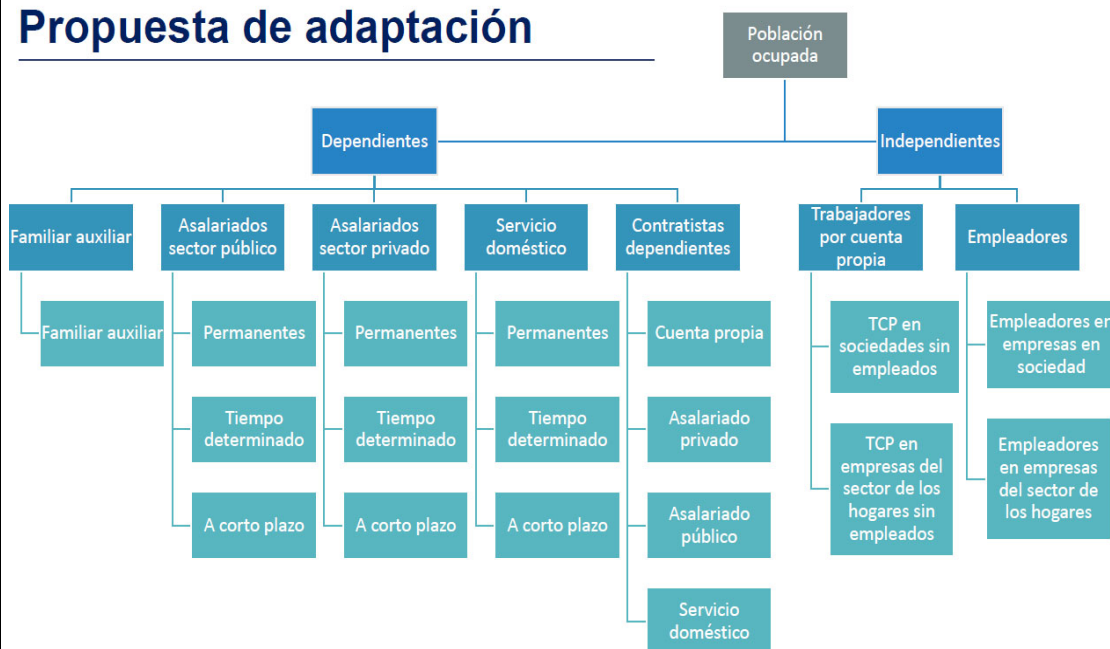 Propuesta de adaptación
Población
ocupada
Dependientes
Independientes
Familiar auxiliar
Asalariados
sector público
Asalariados
sector privado
Servicio
doméstico
Contratistas
dependientes
Trabajadores
por cuenta
propia
Empleadores
Familiar auxiliar
Permanentes
Permanentes
Permanentes
Cuenta propia
TCP en
sociedades sin
empleados
Empleadores en
empresas en
sociedad
Tiempo
determinado
Tiempo
determinado
Tiempo
determinado
Asalariado
privado
TCP en
empresas del
sector de los
hogares sin
empleados
Empleadores
en empresas
del sector de
los hogares
A corto plazo
A corto plazo
A corto plazo
Asalariado
público
Servicio
doméstico